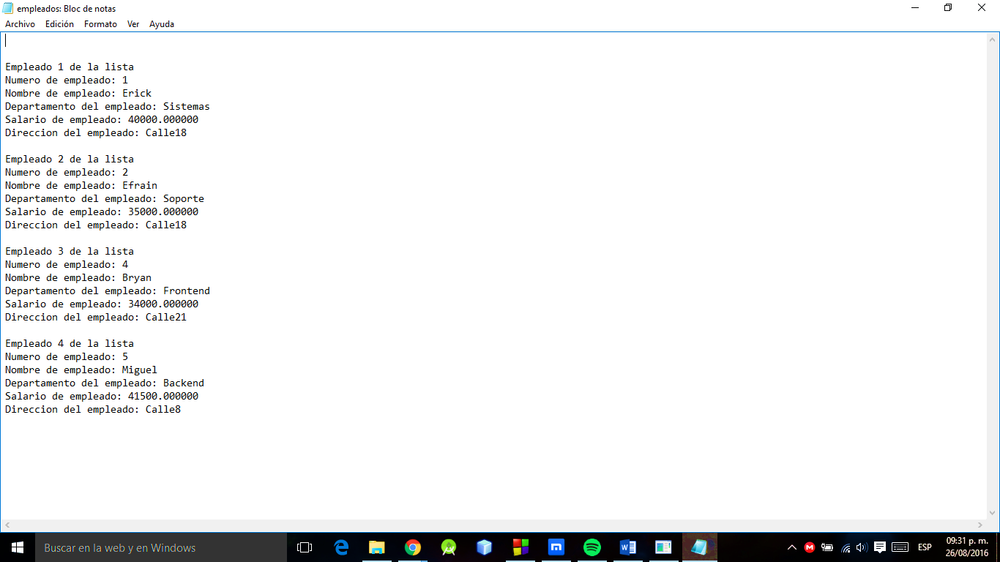 empleados: Bloc de notas
Archivo Edición Formato Ver Ayuda
Empleado 1 de la lista
Numero de empleado: 1
Nombre de empleado: Erick
Departamento del empleado: Sistemas
Salario de empleado: 40000.000000
Direccion del empleado: Calle18
Empleado 2 de la lista
Numero de empleado: 2
Nombre de empleado: Efrain
Departamento del empleado: Soporte
Salario de empleado: 35000.000000
Direccion del empleado: Calle18
Empleado 3 de la lista
Numero de empleado: 4
Nombre de empleado: Bryan
Departamento del empleado: Frontend
Salario de empleado: 34000.000000
Direccion del empleado: Calle21
Empleado 4 de la lista
Numero de empleado: 5
Nombre de empleado: Miguel
Departamento del empleado: Backend
Salario de empleado: 41500.000000
Direccion del empleado: Calle8
Buscar en la web y en Windows
ESP
09:31 p. m.
26/08/2016